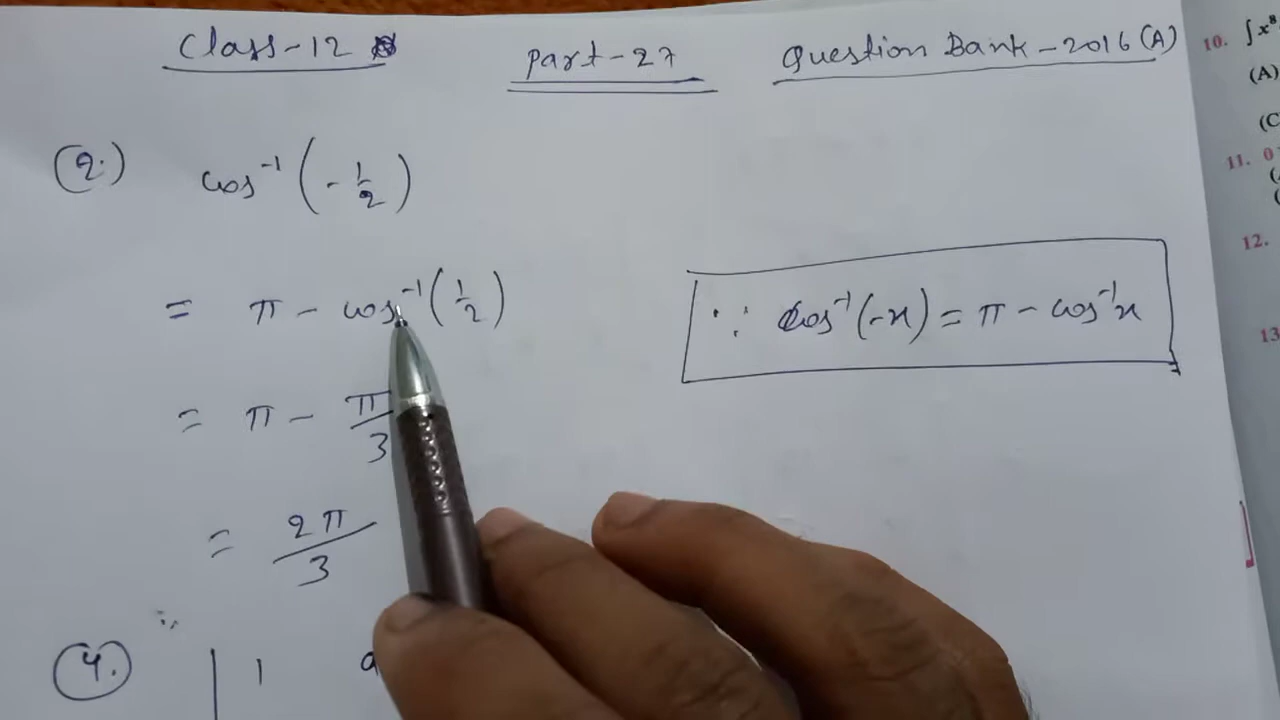 Class-12 Part-27 Question Bank-2016 (A)
(2.) cos⁻¹(-1/2)
= π - cos⁻¹(1/2)
∵ cos⁻¹(-x) = π - cos⁻¹x
= π - π/3
= 2π/3
(4.) | 1 a
10. ∫x⁸
(A)
(C
11. 0
12.
13